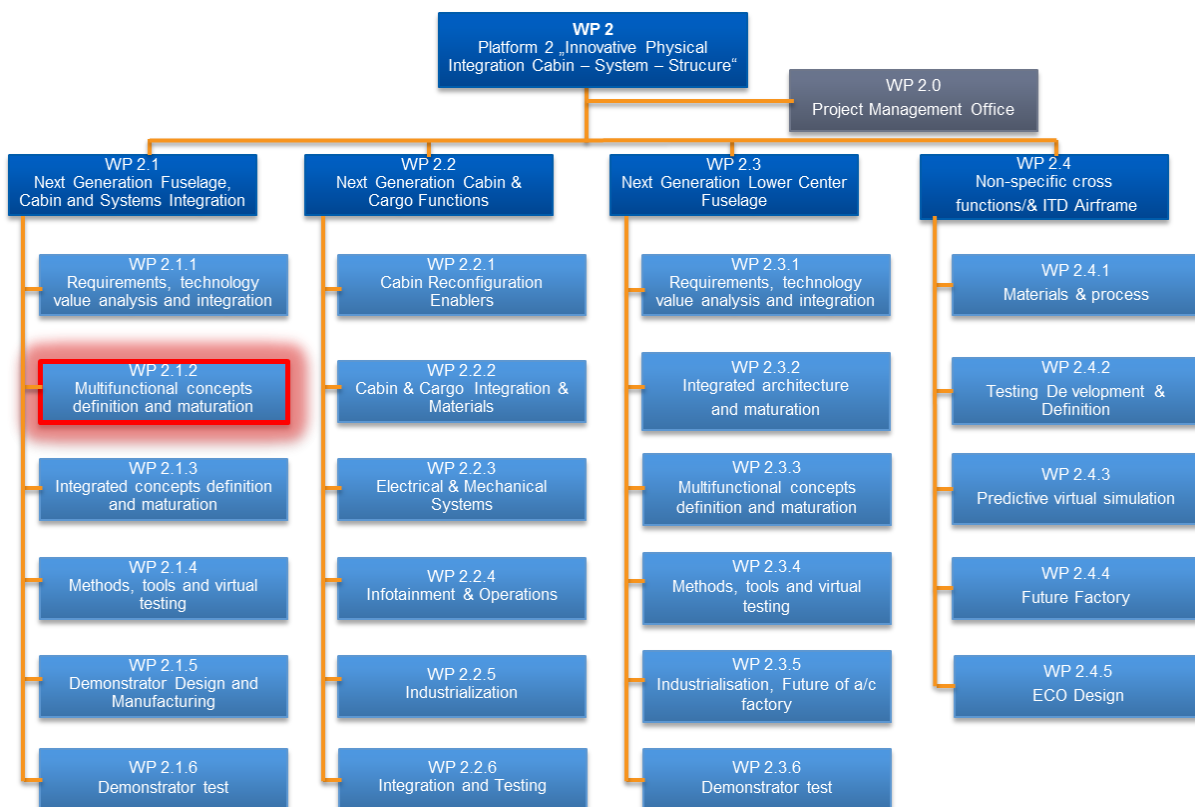 WP 2
Platform 2 „Innovative Physical
Integration Cabin – System – Strucure“
WP 2.0
Project Management Office
WP 2.1
Next Generation Fuselage,
Cabin and Systems Integration
WP 2.1.1
Requirements, technology
value analysis and integration
WP 2.1.2
Multifunctional concepts
definition and maturation
WP 2.1.3
Integrated concepts definition
and maturation
WP 2.1.4
Methods, tools and virtual
testing
WP 2.1.5
Demonstrator Design and
Manufacturing
WP 2.1.6
Demonstrator test
WP 2.2
Next Generation Cabin &
Cargo Functions
WP 2.2.1
Cabin Reconfiguration
Enablers
WP 2.2.2
Cabin & Cargo Integration &
Materials
WP 2.2.3
Electrical & Mechanical
Systems
WP 2.2.4
Infotainment & Operations
WP 2.2.5
Industrialization
WP 2.2.6
Integration and Testing
WP 2.3
Next Generation Lower Center
Fuselage
WP 2.3.1
Requirements, technology
value analysis and integration
WP 2.3.2
Integrated architecture
and maturation
WP 2.3.3
Multifunctional concepts
definition and maturation
WP 2.3.4
Methods, tools and virtual
testing
WP 2.3.5
Industrialisation, Future of a/c
factory
WP 2.3.6
Demonstrator test
WP 2.4
Non-specific cross
functions/& ITD Airframe
WP 2.4.1
Materials & process
WP 2.4.2
Testing De velopment &
Definition
WP 2.4.3
Predictive virtual simulation
WP 2.4.4
Future Factory
WP 2.4.5
ECO Design